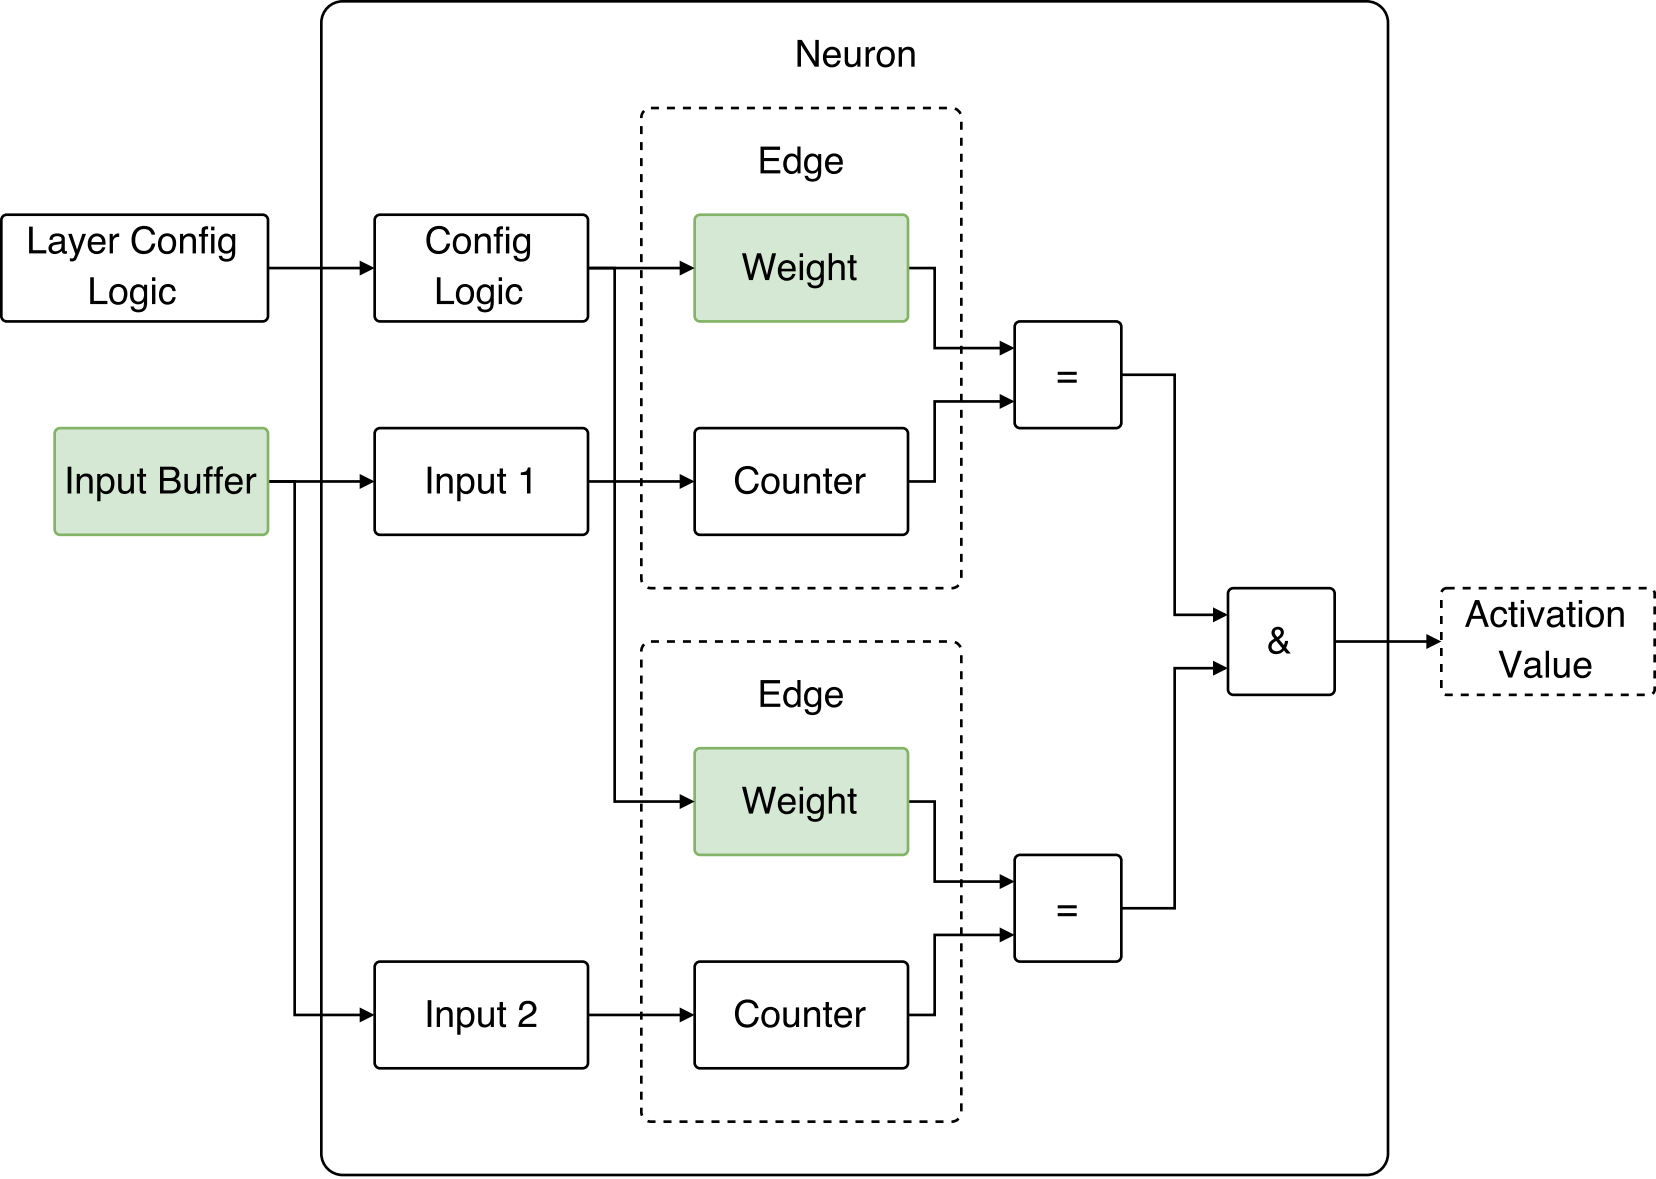 Neuron
Edge
Layer Config
Logic
Config
Logic
Weight
=
Input Buffer
Input 1
Counter
&
Activation
Value
Edge
Weight
=
Input 2
Counter